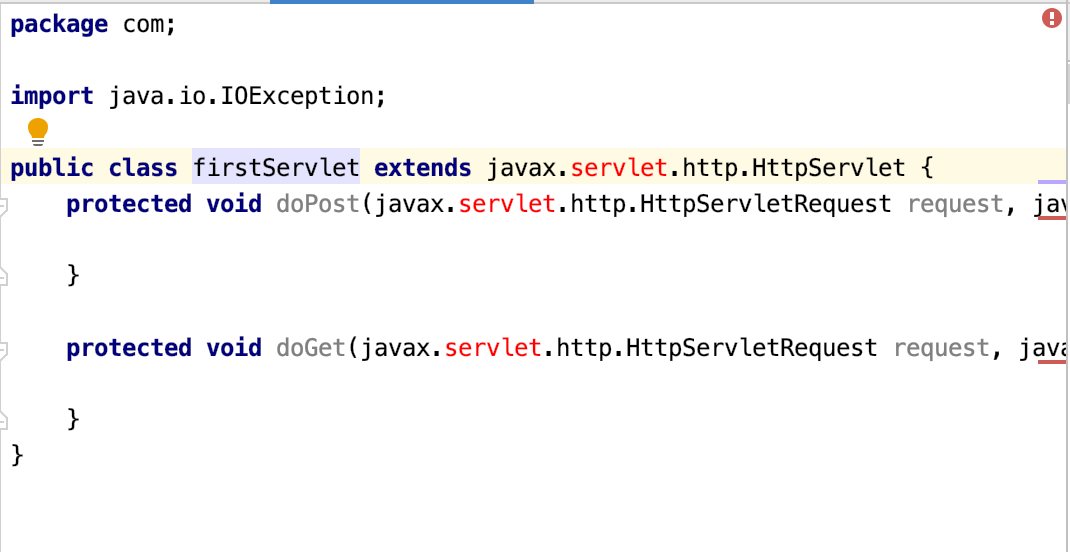 package com;
import java.io.IOException;
public class firstServlet extends javax.servlet.http.HttpServlet {
protected void doPost(javax.servlet.http.HttpServletRequest request, jav
}
protected void doGet(javax.servlet.http.HttpServletRequest request, java
}
}